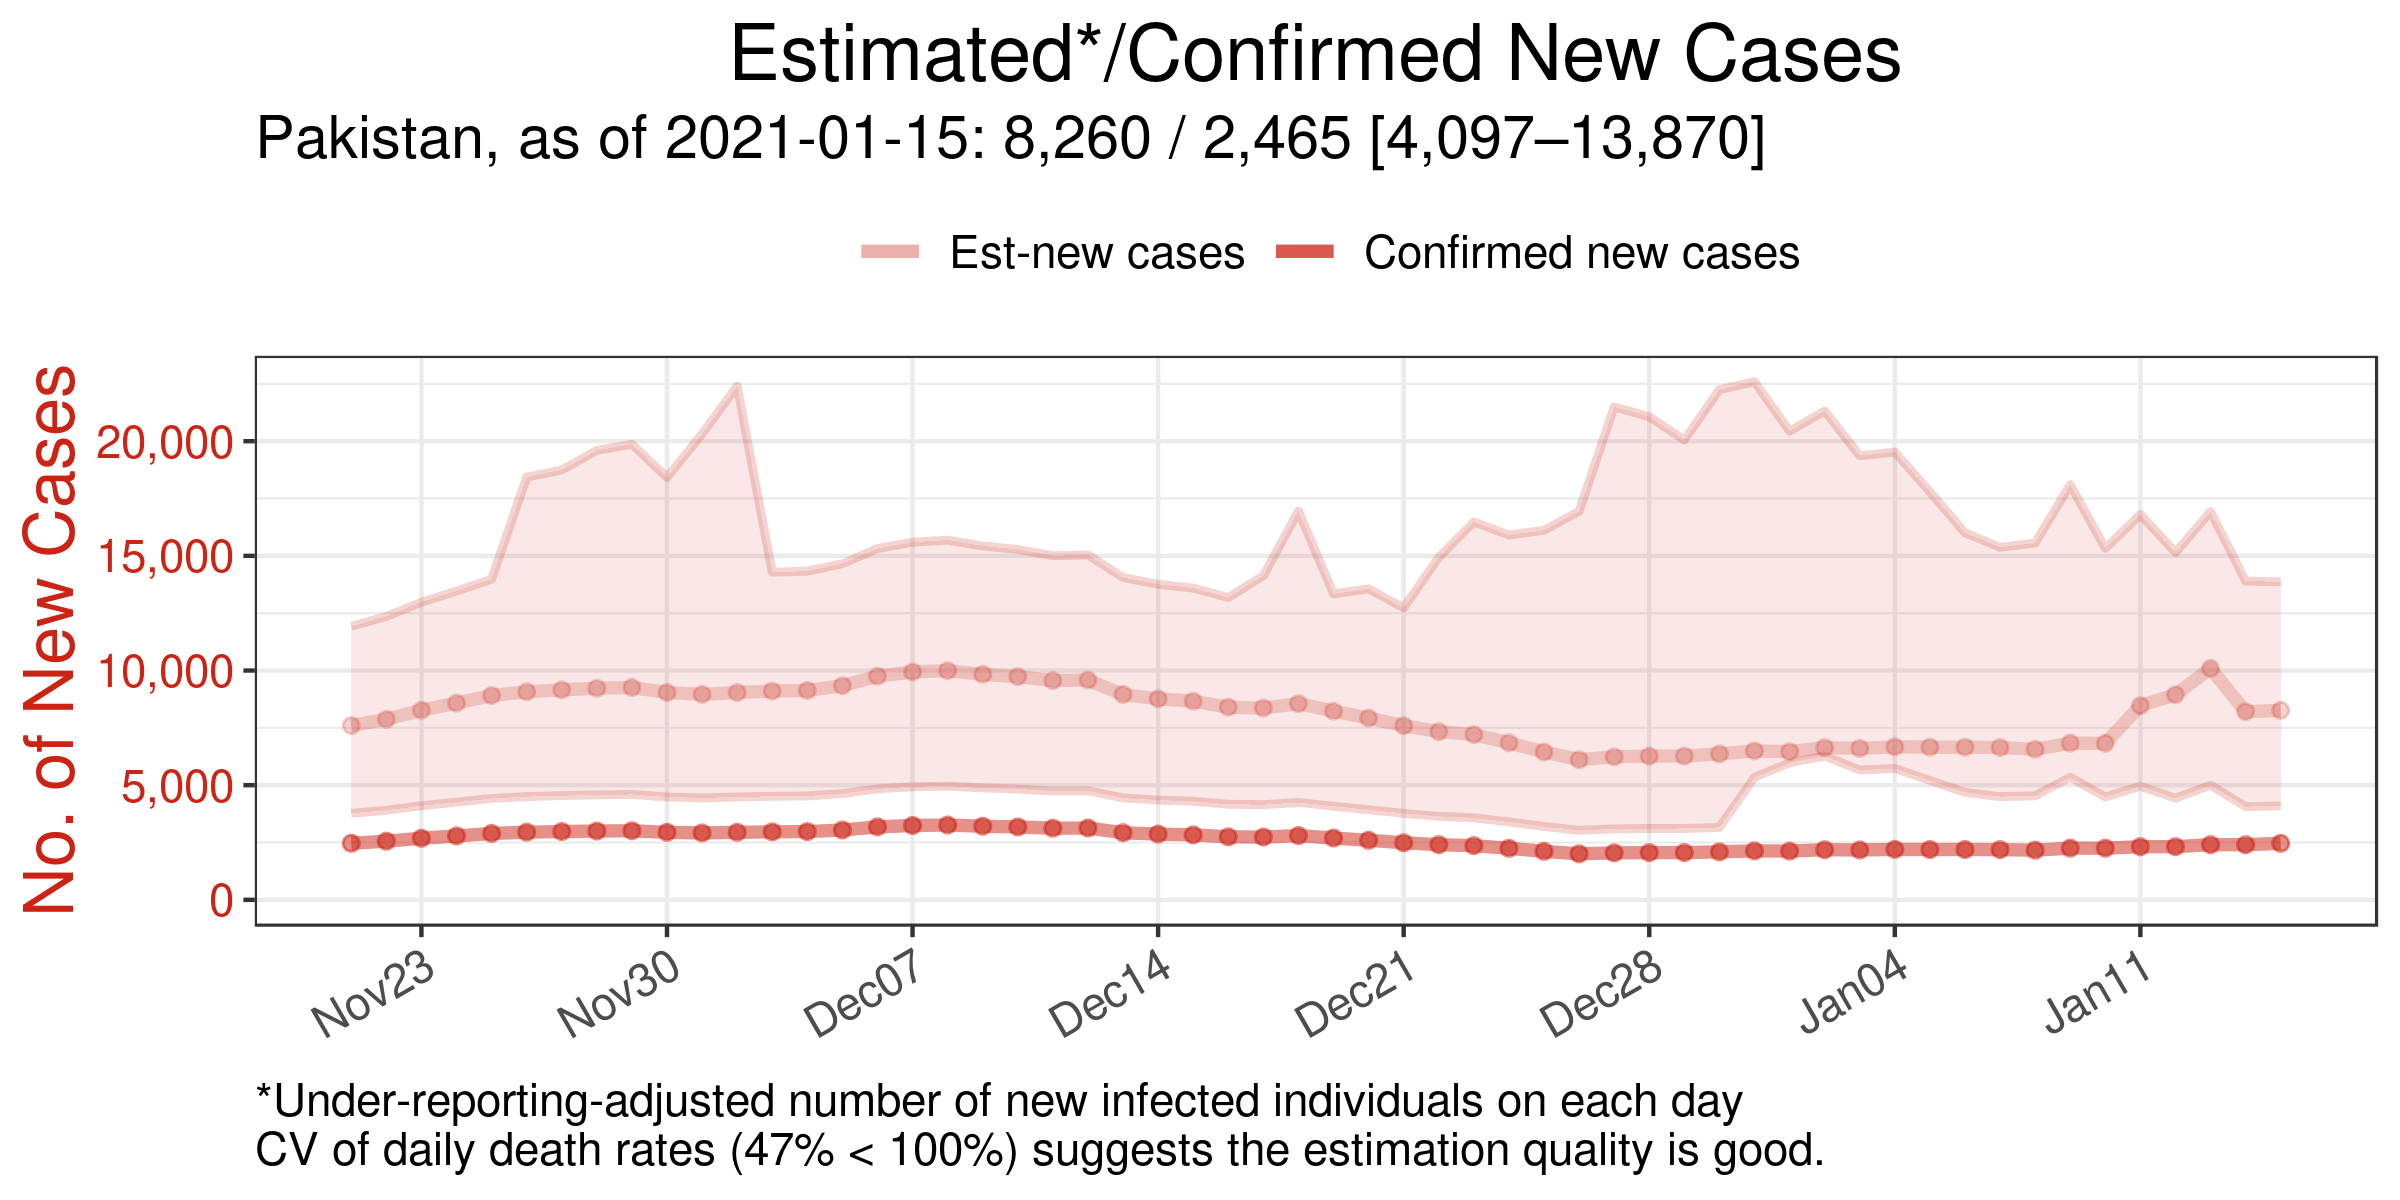 Estimated*/Confirmed New Cases
Pakistan, as of 2021-01-15: 8,260 / 2,465 [4,097–13,870]
Est-new cases
Confirmed new cases
No. of New Cases
20,000
15,000
10,000
5,000
0
Nov23
Nov30
Dec07
Dec14
Dec21
Dec28
Jan04
Jan11
*Under-reporting-adjusted number of new infected individuals on each day
CV of daily death rates (47% < 100%) suggests the estimation quality is good.